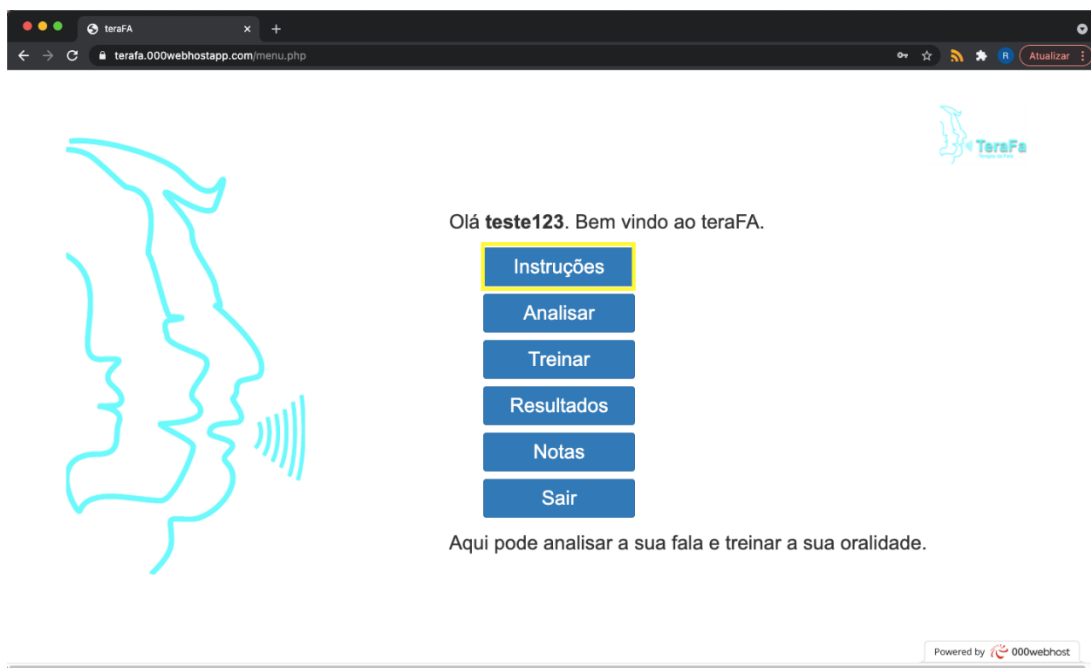 teraFA
terafa.000webhostapp.com/menu.php
R
Atualizar
TeraFa
Olá teste123. Bem vindo ao teraFA.
Instruções
Analisar
Treinar
Resultados
Notas
Sair
Aqui pode analisar a sua fala e treinar a sua oralidade.
Powered by 000webhost